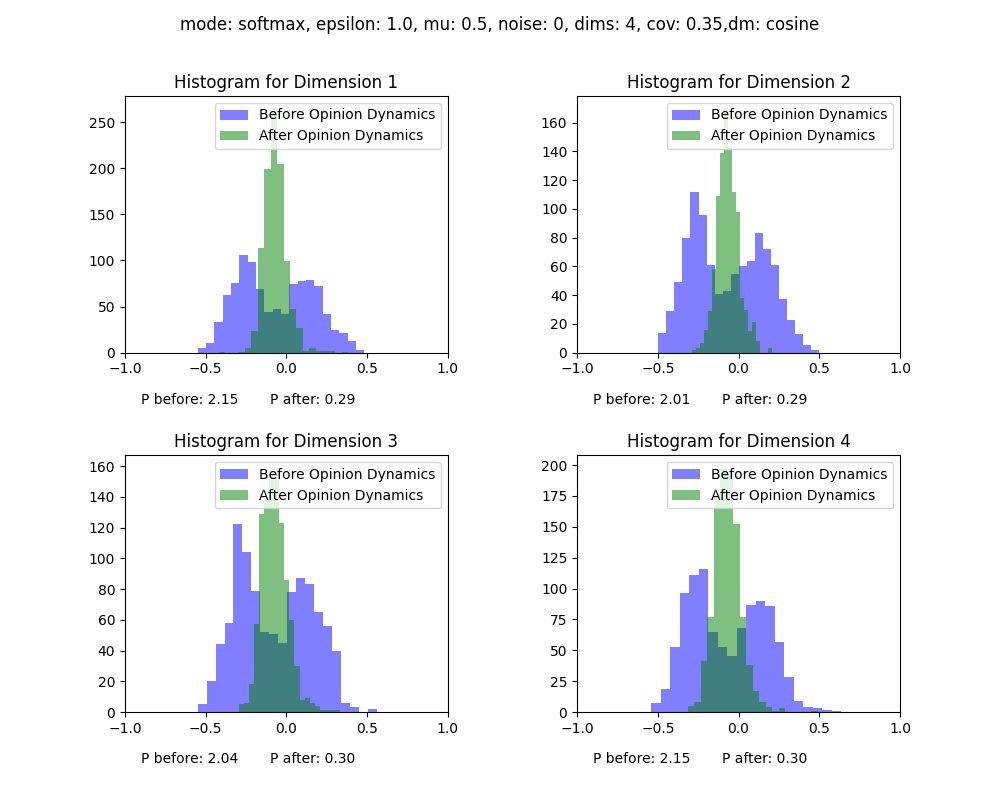 mode: softmax, epsilon: 1.0, mu: 0.5, noise: 0, dims: 4, cov: 0.35,dm: cosine
Histogram for Dimension 1
Before Opinion Dynamics
After Opinion Dynamics
250
200
150
100
50
0
−1.0 −0.5 0.0 0.5 1.0
P before: 2.15 P after: 0.29
Histogram for Dimension 2
Before Opinion Dynamics
After Opinion Dynamics
160
140
120
100
80
60
40
20
0
−1.0 −0.5 0.0 0.5 1.0
P before: 2.01 P after: 0.29
Histogram for Dimension 3
Before Opinion Dynamics
After Opinion Dynamics
160
140
120
100
80
60
40
20
0
−1.0 −0.5 0.0 0.5 1.0
P before: 2.04 P after: 0.30
Histogram for Dimension 4
Before Opinion Dynamics
After Opinion Dynamics
200
175
150
125
100
75
50
25
0
−1.0 −0.5 0.0 0.5 1.0
P before: 2.15 P after: 0.30